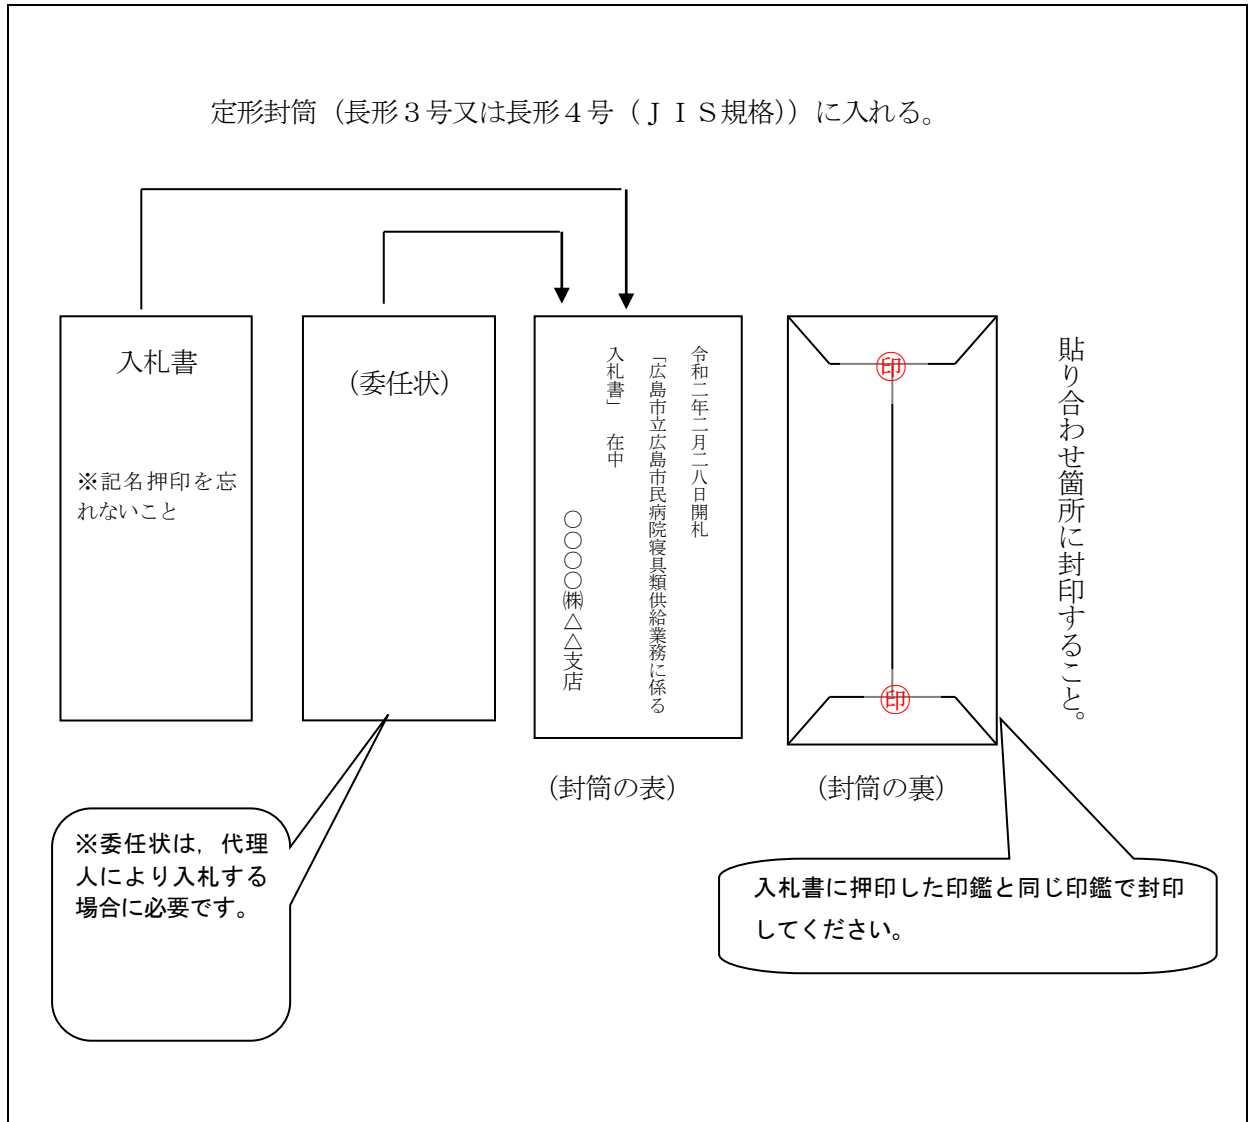 定形封筒（長形３号又は長形４号（ＪＩＳ規格））に入れる。
入札書
※記名押印を忘
れないこと
（委任状）
令和二年二月二八日開札
「広島市立広島市民病院寝具類供給業務に係る
入札書」　在中
〇〇〇〇㈱△△支店
印
印
貼り合わせ箇所に封印すること。
（封筒の表）
（封筒の裏）
※委任状は，代理
人により入札する
場合に必要です。
入札書に押印した印鑑と同じ印鑑で封印
してください。